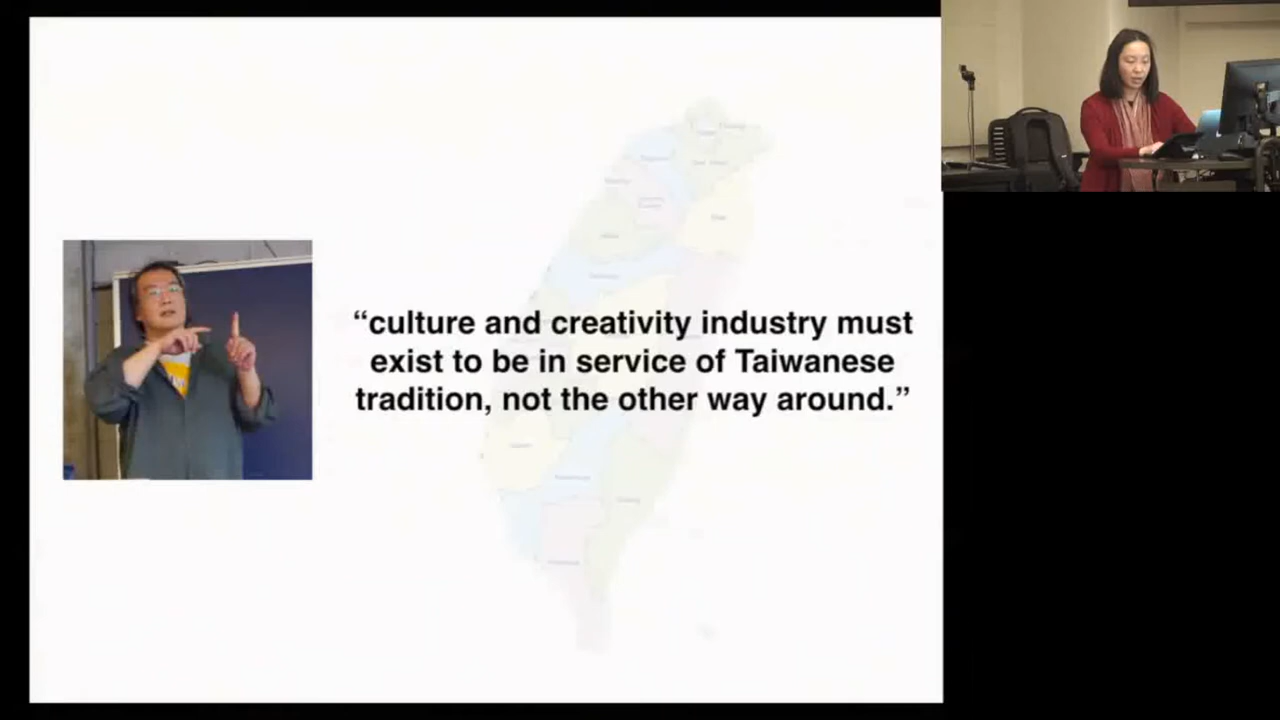 “culture and creativity industry must
exist to be in service of Taiwanese
tradition, not the other way around.”